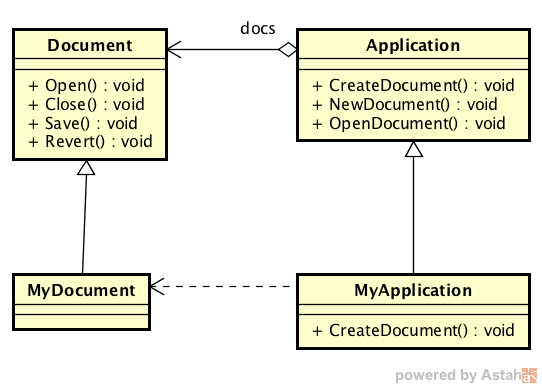 docs
Document
+ Open() : void
+ Close() : void
+ Save() : void
+ Revert() : void
Application
+ CreateDocument() : void
+ NewDocument() : void
+ OpenDocument() : void
MyDocument
MyApplication
+ CreateDocument() : void
powered by Astah